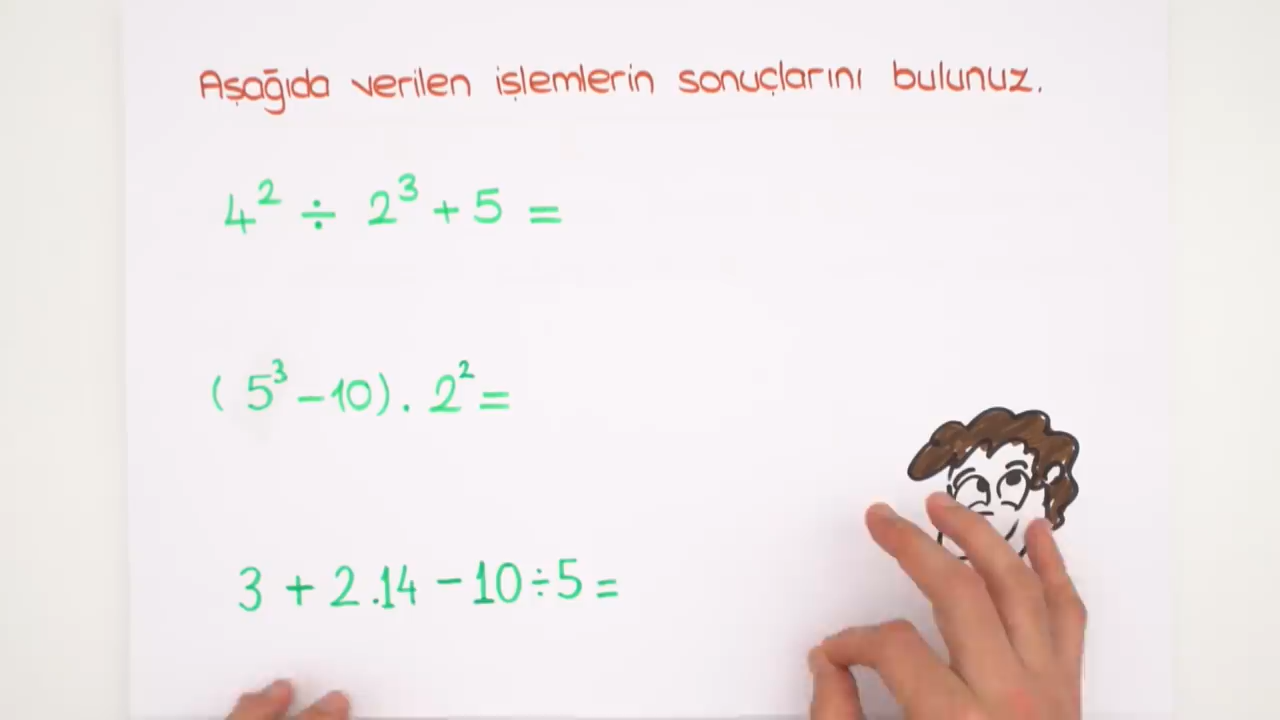 Aşağıda verilen işlemlerin sonuçlarını bulunuz.
4² ÷ 2³ + 5 =
( 5³ - 10 ) . 2² =
3 + 2 . 14 - 10 ÷ 5 =